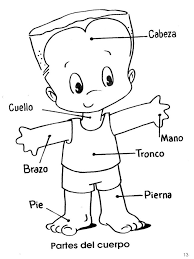 Cabeza
Cuello
Mano
Brazo
Tronco
Pierna
Pie
Partes del cuerpo
13